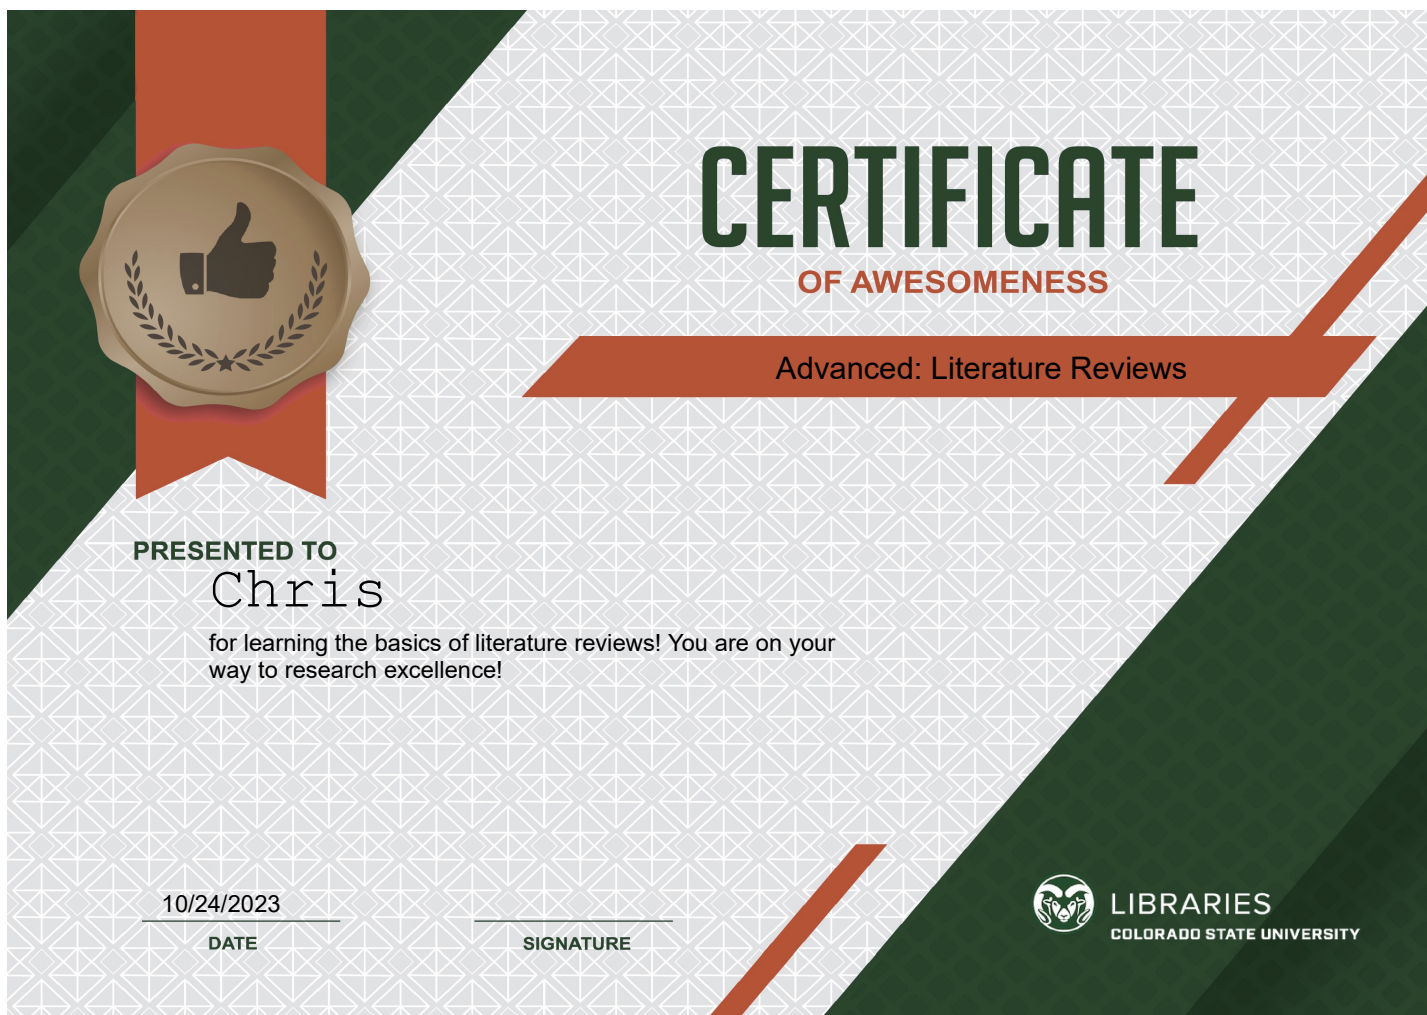 CERTIFICATE
OF AWESOMENESS
Advanced: Literature Reviews
PRESENTED TO
Chris
for learning the basics of literature reviews! You are on your
way to research excellence!
10/24/2023
DATE
SIGNATURE
LIBRARIES
COLORADO STATE UNIVERSITY